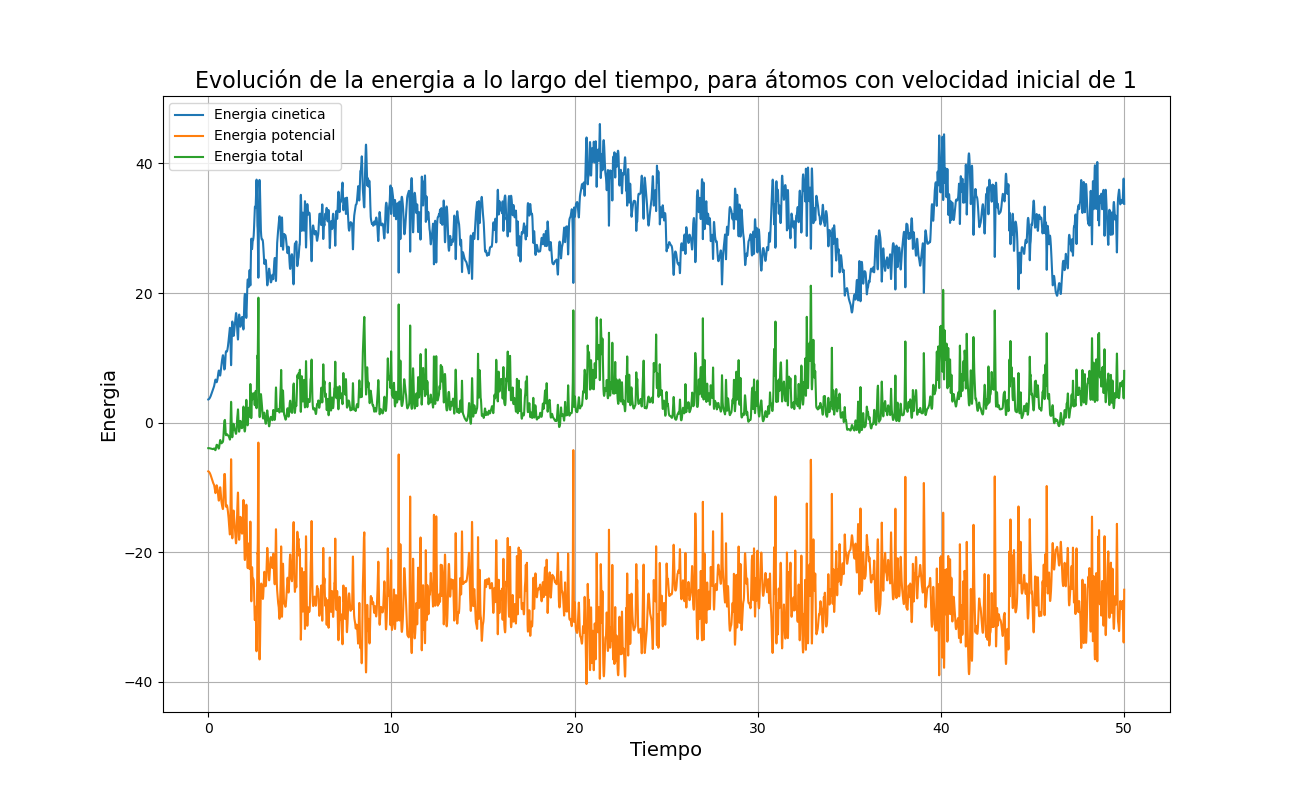 Evolución de la energia a lo largo del tiempo, para átomos con velocidad inicial de 1
Energia cinetica
Energia potencial
Energia total
40
20
0
−20
−40
Energia
0 10 20 30 40 50
Tiempo